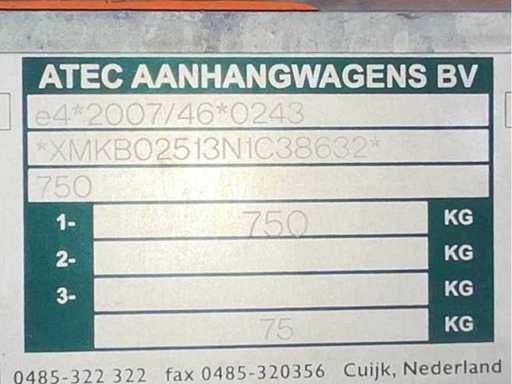 ATEC AANHANGWAGENS BV
e4*2007/46*0243
*XMKB02513N1C38632*
750
1- 750 KG
2- KG
3- KG
75 KG
0485-322 322 fax 0485-320356 Cuijk, Nederland